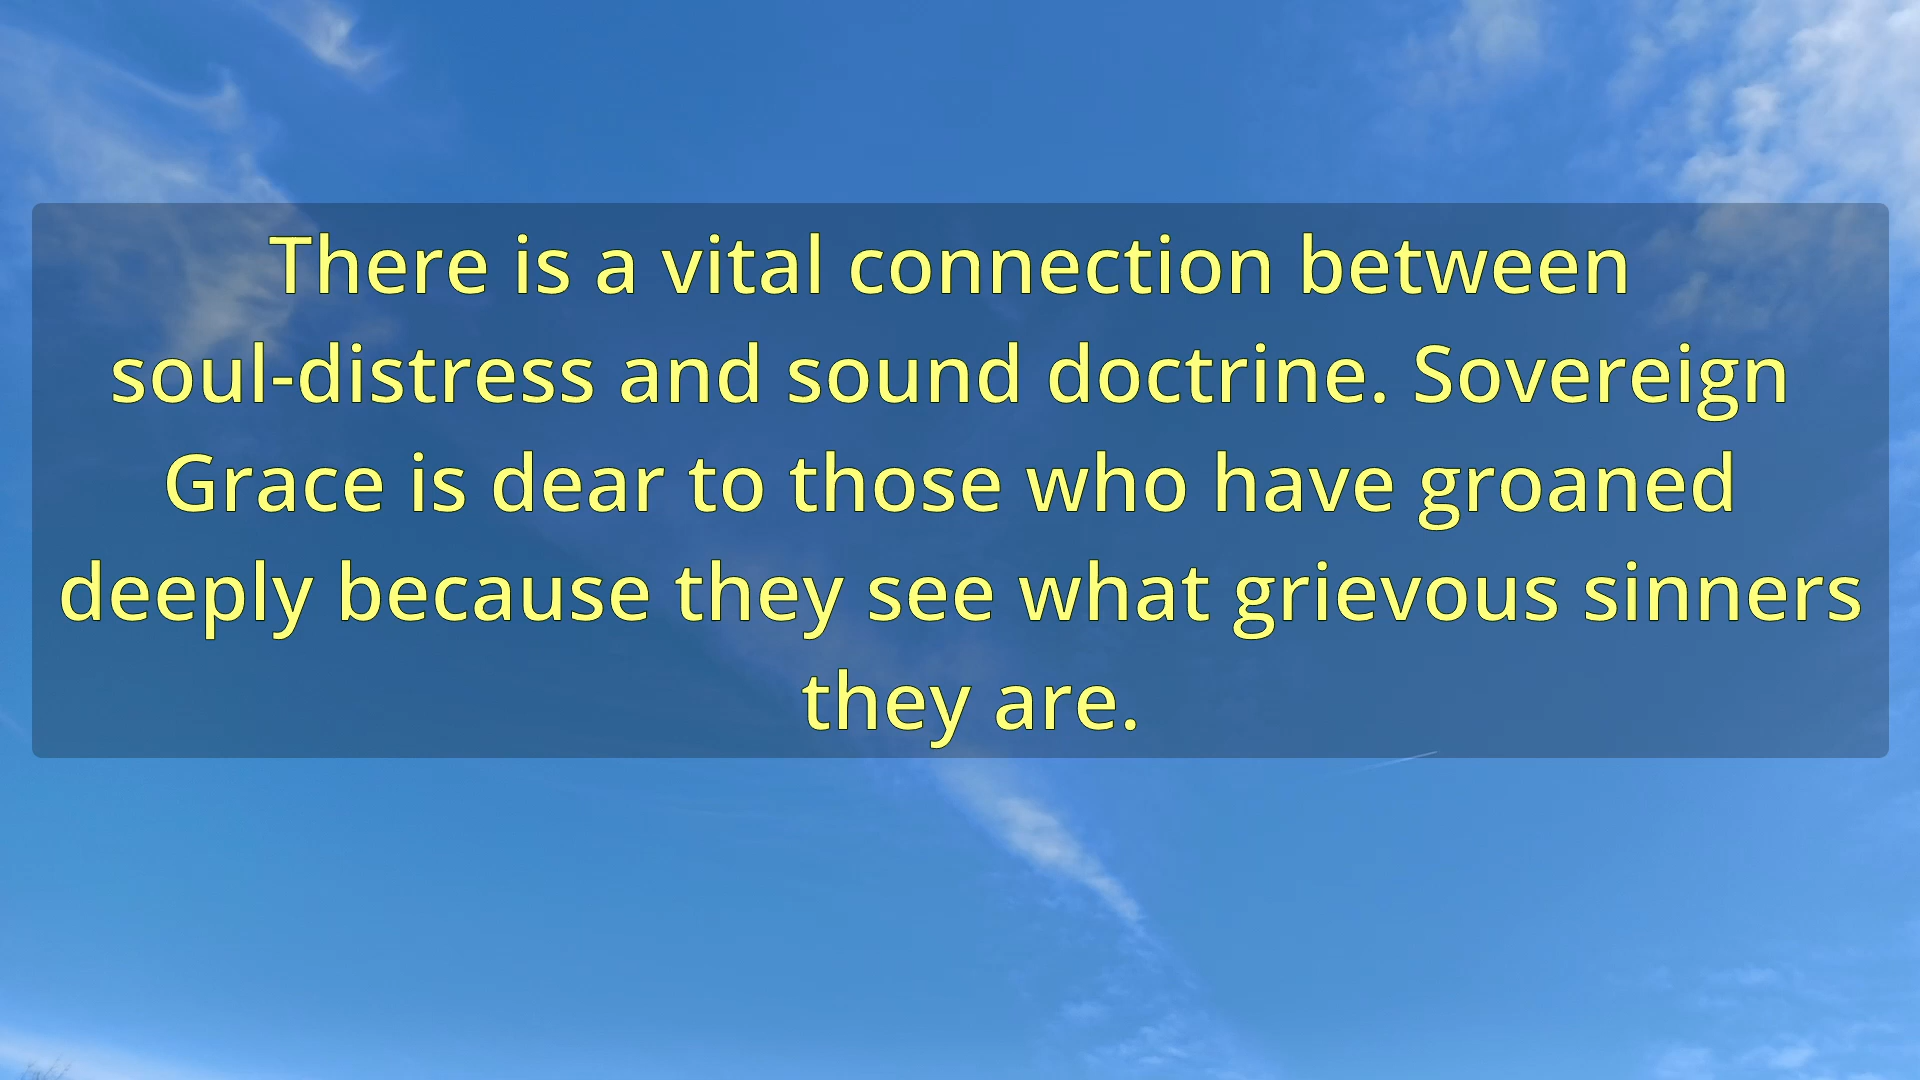 There is a vital connection between
soul-distress and sound doctrine. Sovereign
Grace is dear to those who have groaned
deeply because they see what grievous sinners
they are.